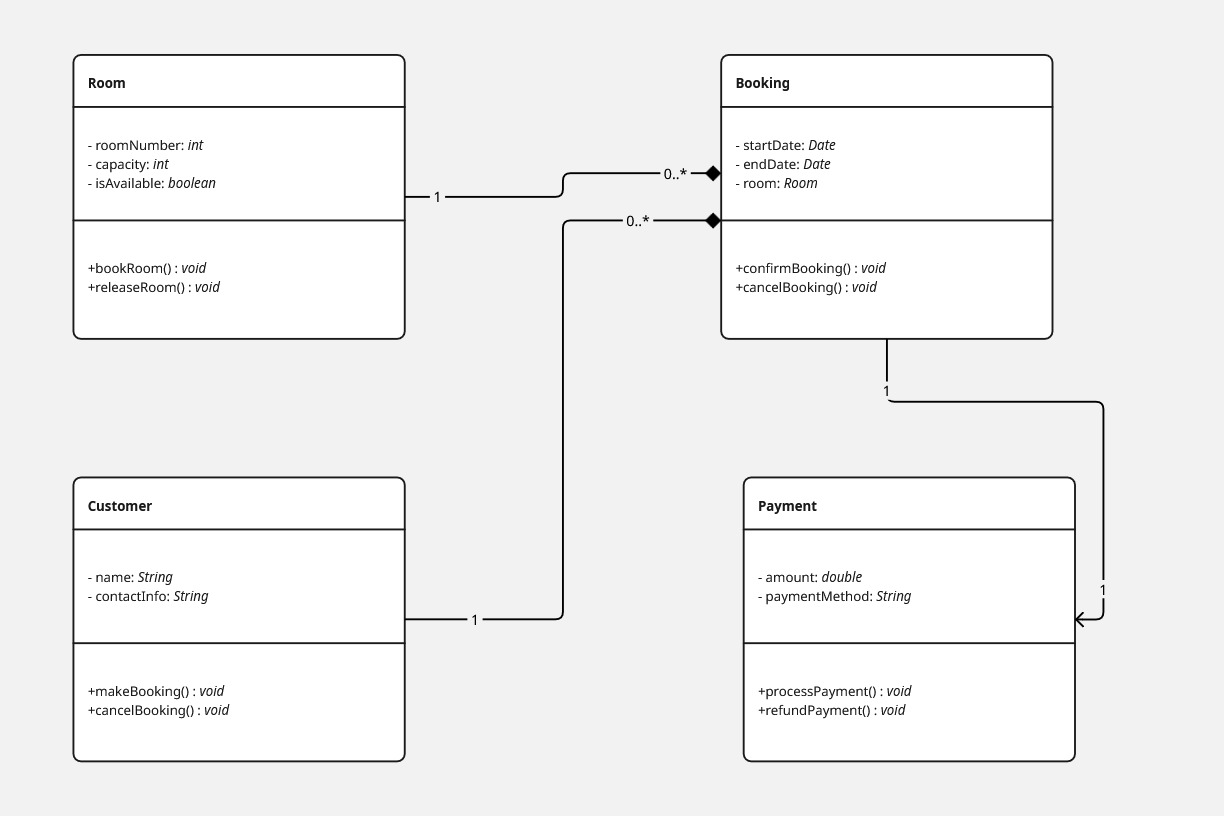 Room
- roomNumber: int
- capacity: int
- isAvailable: boolean
+bookRoom() : void
+releaseRoom() : void
1
0..*
0..*
Booking
- startDate: Date
- endDate: Date
- room: Room
+confirmBooking() : void
+cancelBooking() : void
1
Customer
- name: String
- contactInfo: String
+makeBooking() : void
+cancelBooking() : void
1
Payment
- amount: double
- paymentMethod: String
+processPayment() : void
+refundPayment() : void
1